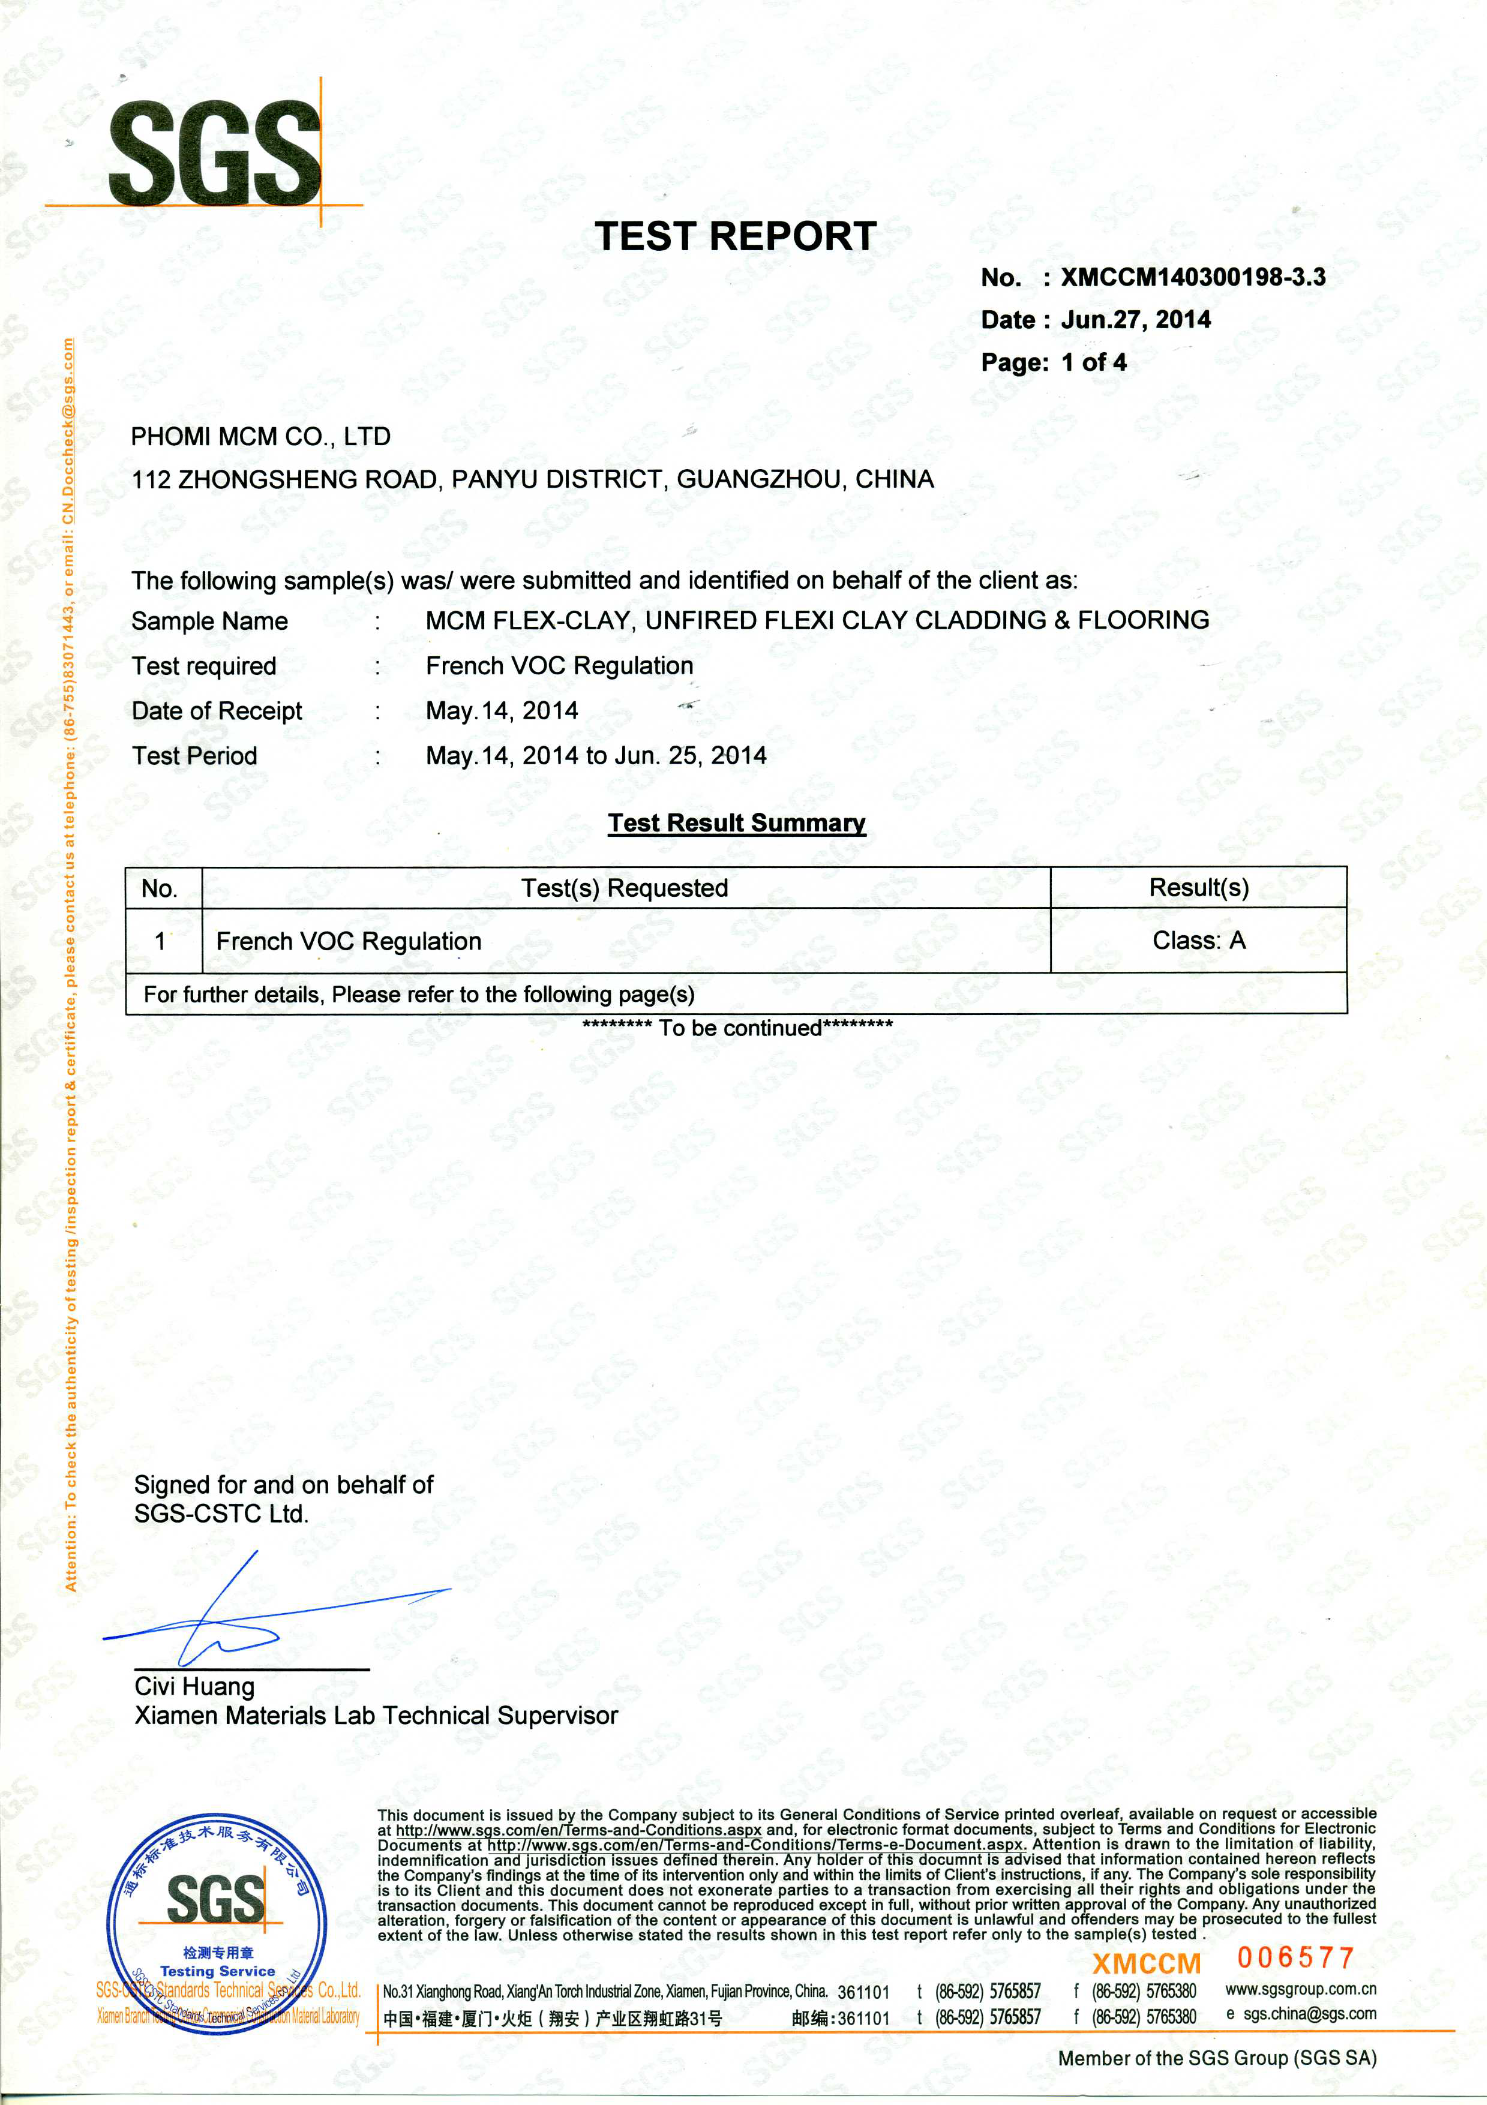 SGS
TEST REPORT
No. : XMCCM140300198-3.3
Date : Jun.27, 2014
Page: 1 of 4
PHOMI MCM CO., LTD
112 ZHONGSHENG ROAD, PANYU DISTRICT, GUANGZHOU, CHINA
The following sample(s) was/ were submitted and identified on behalf of the client as:
Sample Name : MCM FLEX-CLAY, UNFIRED FLEXI CLAY CLADDING & FLOORING
Test required : French VOC Regulation
Date of Receipt : May.14, 2014
Test Period : May.14, 2014 to Jun. 25, 2014
Test Result Summary
No. Test(s) Requested Result(s)
1 French VOC Regulation Class: A
For further details, Please refer to the following page(s)
******** To be continued********
Attention: To check the authenticity of testing /inspection report & certificate, please contact us at telephone: (86-755)83071443, or email: CN.Doccheck@sgs.com
Signed for and on behalf of
SGS-CSTC Ltd.
Civi Huang
Xiamen Materials Lab Technical Supervisor
This document is issued by the Company subject to its General Conditions of Service printed overleaf, available on request or accessible
at http://www.sgs.com/en/Terms-and-Conditions.aspx and, for electronic format documents, subject to Terms and Conditions for Electronic
Documents at http://www.sgs.com/en/Terms-and-Conditions/Terms-e-Document.aspx. Attention is drawn to the limitation of liability,
indemnification and jurisdiction issues defined therein. Any holder of this documnt is advised that information contained hereon reflects
the Company's findings at the time of its intervention only and within the limits of Client's instructions, if any. The Company's sole responsibility
is to its Client and this document does not exonerate parties to a transaction from exercising all their rights and obligations under the
transaction documents. This document cannot be reproduced except in full, without prior written approval of the Company. Any unauthorized
alteration, forgery or falsification of the content or appearance of this document is unlawful and offenders may be prosecuted to the fullest
extent of the law. Unless otherwise stated the results shown in this test report refer only to the sample(s) tested .
通标标准技术服务有限公司
SGS
检测专用章
Testing Service
SGS-CSTC Standards Technical Services Co., Ltd
XMCCM 006577
SGS-CSTC Standards Technical Services Co.,Ltd.
Xiamen Branch Material Laboratory
No.31 Xianghong Road, Xiang'An Torch Industrial Zone, Xiamen, Fujian Province, China. 361101 t (86-592) 5765857 f (86-592) 5765380 www.sgsgroup.com.cn
中国·福建·厦门·火炬（翔安）产业区翔虹路31号 邮编:361101 t (86-592) 5765857 f (86-592) 5765380 e sgs.china@sgs.com
Member of the SGS Group (SGS SA)